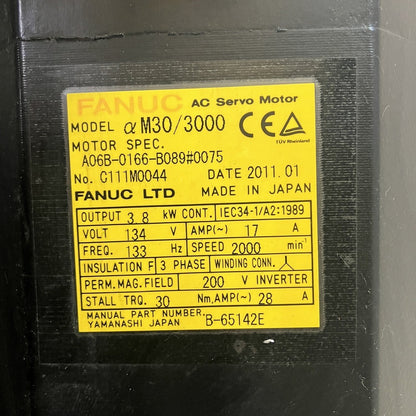 FANUC AC Servo Motor
MODEL αM30/3000
MOTOR SPEC.
A06B-0166-B089#0075
No. C111M0044 DATE 2011.01
FANUC LTD MADE IN JAPAN
OUTPUT 3.8 kW CONT. IEC34-1/A2:1989
VOLT 134 V AMP(~) 17 A
FREQ. 133 Hz SPEED 2000 min⁻¹
INSULATION F 3 PHASE WINDING CONN.
PERM.MAG.FIELD 200 V INVERTER
STALL TRQ. 30 Nm,AMP(~) 28 A
MANUAL PART NUMBER.
YAMANASHI JAPAN B-65142E
CE
TÜV Rheinland